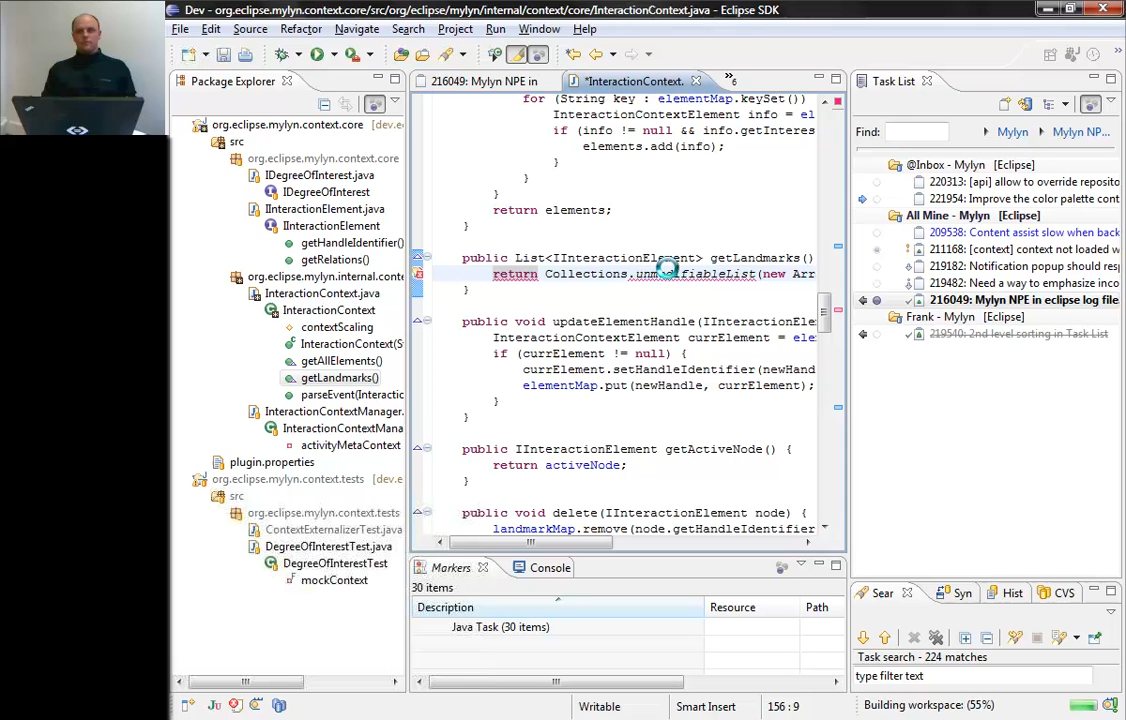 Dev - org.eclipse.mylyn.context.core/src/org/eclipse/mylyn/internal/context/core/InteractionContext.java - Eclipse SDK
File Edit Source Refactor Navigate Search Project Run Window Help
Package Explorer
org.eclipse.mylyn.context.core [dev.e
src
org.eclipse.mylyn.context.core
IDegreeOfInterest.java
IDegreeOfInterest
IInteractionElement.java
IInteractionElement
getHandleIdentifier()
getRelations()
org.eclipse.mylyn.internal.conte
InteractionContext.java
InteractionContext
contextScaling
InteractionContext(St
getAllElements()
getLandmarks()
parseEvent(Interactic
InteractionContextManager.
InteractionContextMana
activityMetaContext
plugin.properties
org.eclipse.mylyn.context.tests [dev.e
src
org.eclipse.mylyn.context.tests
ContextExternalizerTest.java
DegreeOfInterestTest.java
DegreeOfInterestTest
mockContext
216049: Mylyn NPE in
*InteractionContext.
6
for (String key : elementMap.keySet())
InteractionContextElement info = el
if (info != null && info.getInteres
elements.add(info);
}
}
}
return elements;
}
public List<IInteractionElement> getLandmarks()
return Collections.unmodifiableList(new Arr
}
public void updateElementHandle(IInteractionEle
InteractionContextElement currElement = ele
if (currElement != null) {
currElement.setHandleIdentifier(newHand
elementMap.put(newHandle, currElement);
}
}
public IInteractionElement getActiveNode() {
return activeNode;
}
public void delete(IInteractionElement node) {
landmarkMap.remove(node.getHandleIdentifier
Markers
Console
30 items
Description Resource Path
Java Task (30 items)
Task List
Find:
Mylyn
Mylyn NP...
@Inbox - Mylyn [Eclipse]
220313: [api] allow to override reposito
221954: Improve the color palette cont
All Mine - Mylyn [Eclipse]
209538: Content assist slow when back
211168: [context] context not loaded w
219182: Notification popup should resp
219482: Need a way to emphasize incom
216049: Mylyn NPE in eclipse log file.
Frank - Mylyn [Eclipse]
219540: 2nd level sorting in Task List
Sear
Syn
Hist
CVS
Task search - 224 matches
type filter text
Ju
Writable
Smart Insert
156 : 9
Building workspace: (55%)